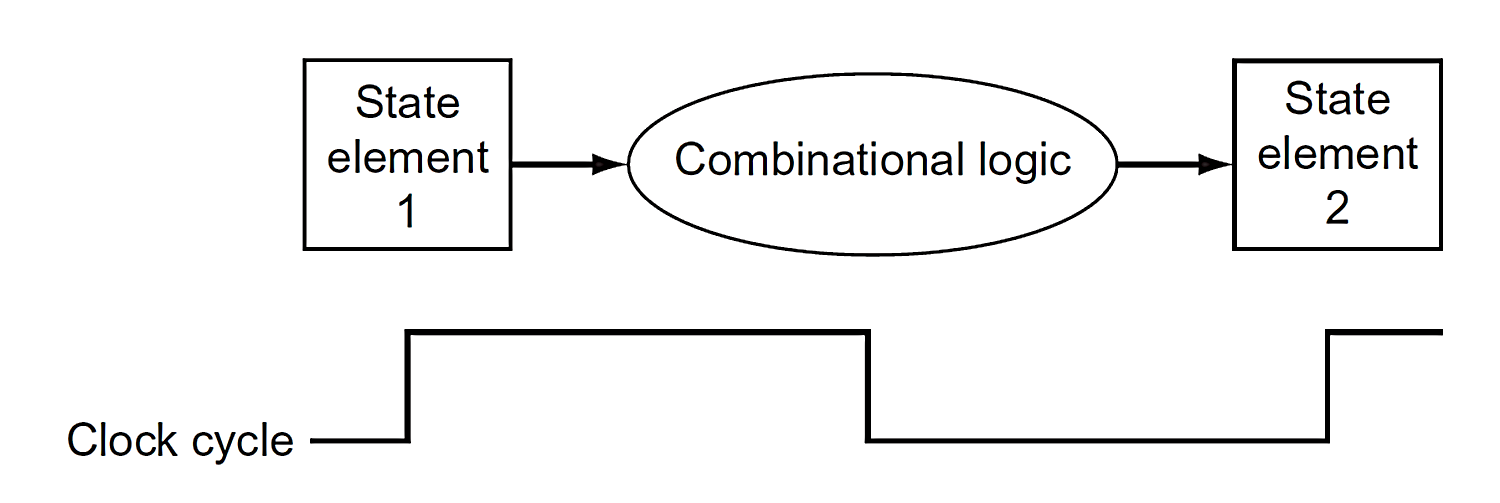 State
element
1
Combinational logic
State
element
2
Clock cycle